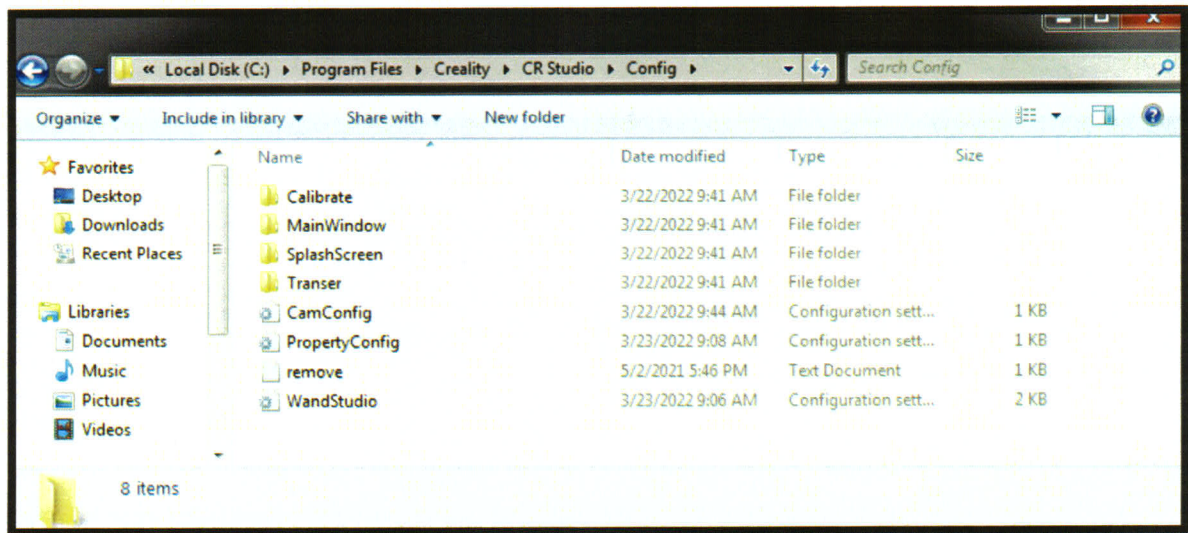 « Local Disk (C:) ▸ Program Files ▸ Creality ▸ CR Studio ▸ Config ▸ Search Config
Organize ▾ Include in library ▾ Share with ▾ New folder
Name Date modified Type Size
Favorites
Desktop
Downloads
Recent Places
Libraries
Documents
Music
Pictures
Videos
Calibrate 3/22/2022 9:41 AM File folder
MainWindow 3/22/2022 9:41 AM File folder
SplashScreen 3/22/2022 9:41 AM File folder
Transer 3/22/2022 9:41 AM File folder
CamConfig 3/22/2022 9:44 AM Configuration sett... 1 KB
PropertyConfig 3/23/2022 9:08 AM Configuration sett... 1 KB
remove 5/2/2021 5:46 PM Text Document 1 KB
WandStudio 3/23/2022 9:06 AM Configuration sett... 2 KB
8 items